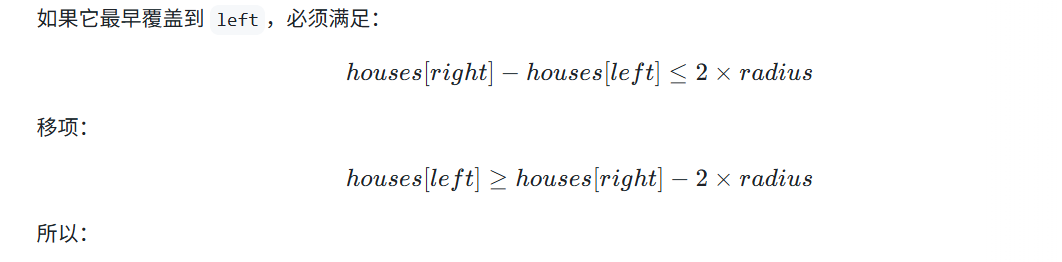 如果它最早覆盖到 left ，必须满足：
houses[right] − houses[left] ≤ 2 × radius
移项：
houses[left] ≥ houses[right] − 2 × radius
所以：